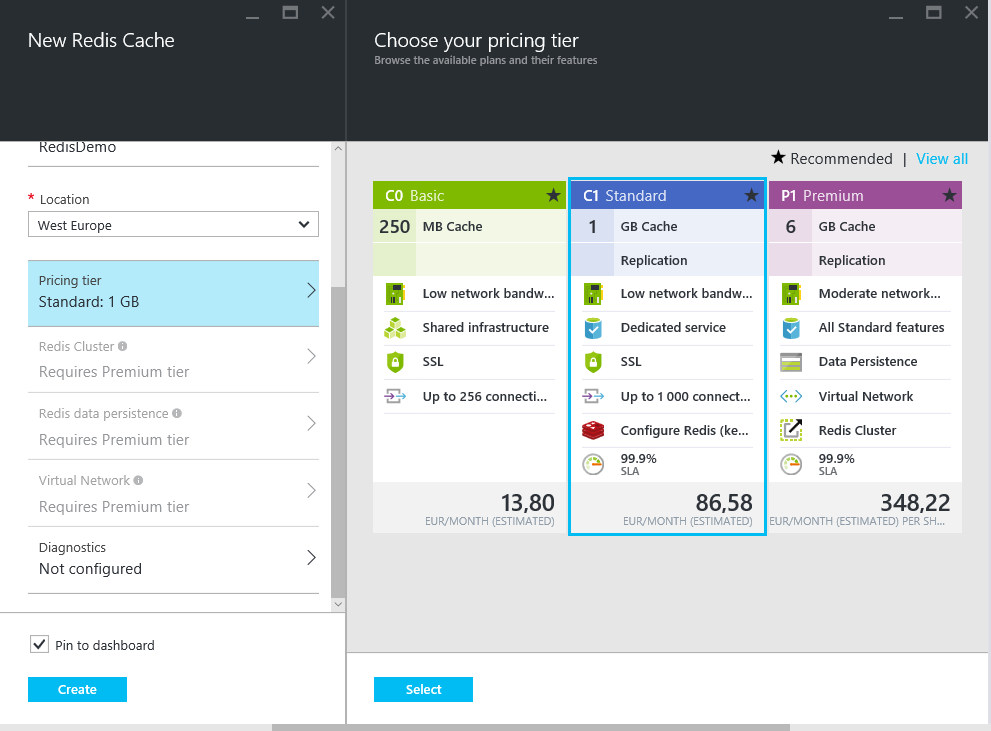 New Redis Cache
RedisDemo
* Location
West Europe
Pricing tier
Standard: 1 GB
Redis Cluster
Requires Premium tier
Redis data persistence
Requires Premium tier
Virtual Network
Requires Premium tier
Diagnostics
Not configured
Pin to dashboard
Create
Choose your pricing tier
Browse the available plans and their features
★ Recommended | View all
C0 Basic
250 MB Cache
Low network bandw...
Shared infrastructure
SSL
Up to 256 connecti...
13,80
EUR/MONTH (ESTIMATED)
C1 Standard
1 GB Cache
Replication
Low network bandw...
Dedicated service
SSL
Up to 1 000 connect...
Configure Redis (ke...
99.9%
SLA
86,58
EUR/MONTH (ESTIMATED)
P1 Premium
6 GB Cache
Replication
Moderate network...
All Standard features
Data Persistence
Virtual Network
Redis Cluster
99.9%
SLA
348,22
EUR/MONTH (ESTIMATED) PER SH...
Select